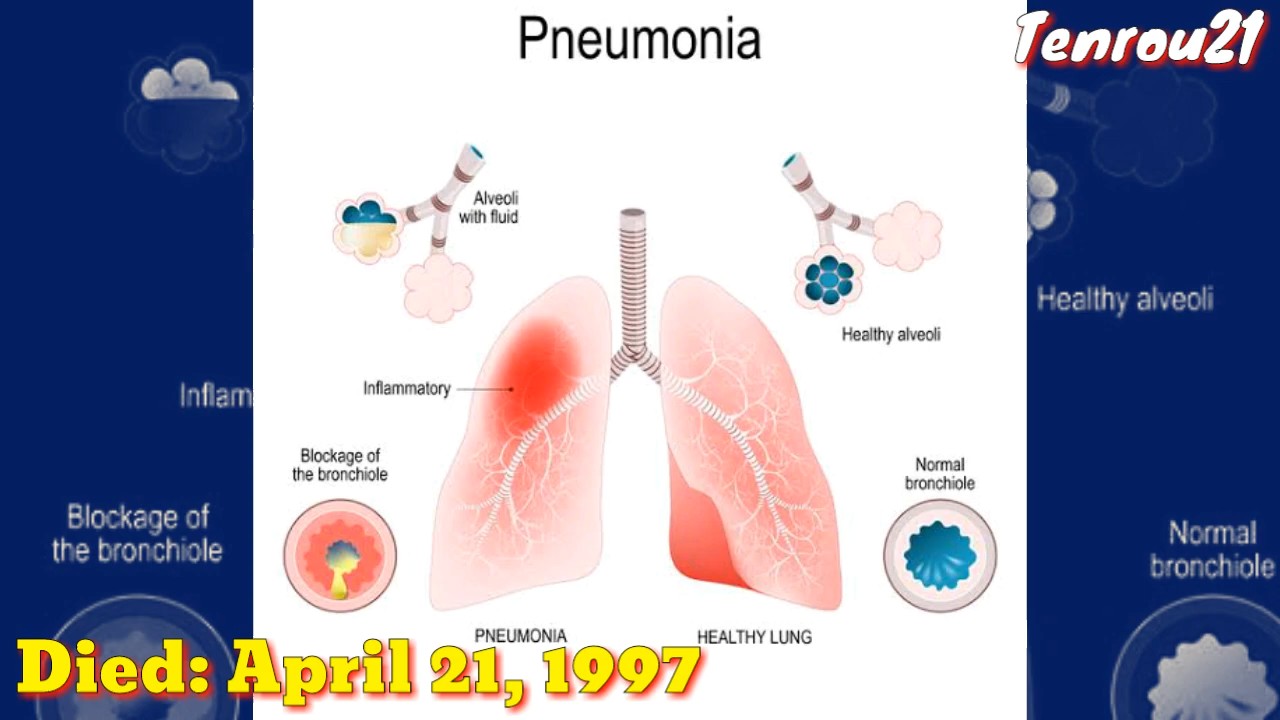 Pneumonia
Tenrou21
Alveoli
with fluid
Healthy alveoli
Healthy alveoli
Inflammatory
Inflam
Blockage of
the bronchiole
Normal
bronchiole
Blockage of
the bronchiole
Normal
bronchiole
PNEUMONIA
HEALTHY LUNG
Died: April 21, 1997